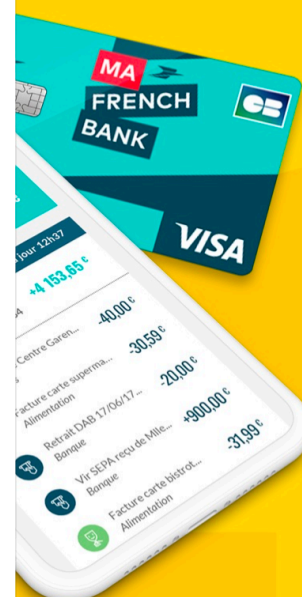 MA
FRENCH
BANK
CB
VISA
jour 12h37
+4 153,65 €
Centre Garen...
-40,00 €
Facture carte superma...
Alimentation
-30,59 €
Retrait DAB 17/06/17...
Banque
-20,00 €
Vir SEPA reçu de Mlle...
Banque
+900,00 €
Facture carte bistrot...
Alimentation
-31,99 €